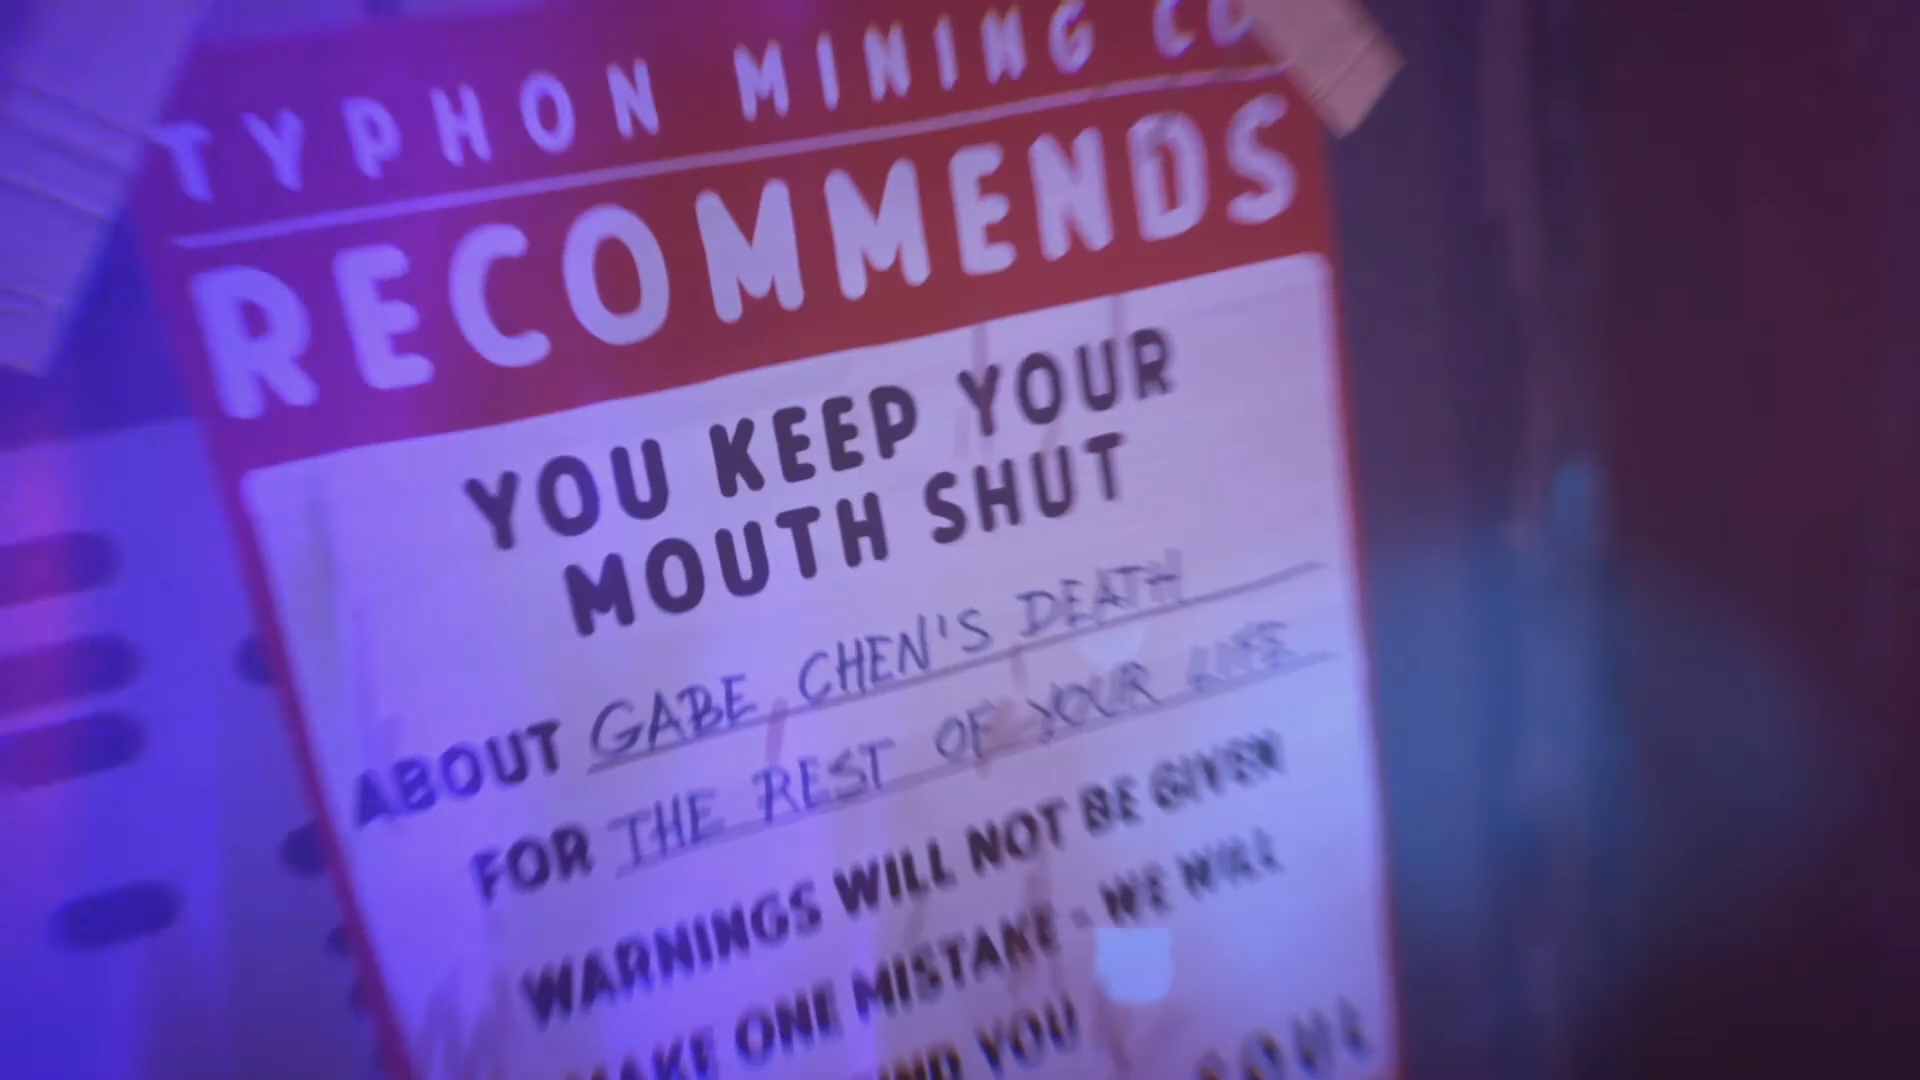 TYPHON MINING CO
RECOMMENDS
YOU KEEP YOUR
MOUTH SHUT
ABOUT GABE CHEN'S DEATH
FOR THE REST OF YOUR LIFE
WARNINGS WILL NOT BE GIVEN
MAKE ONE MISTAKE - WE WILL
YOU